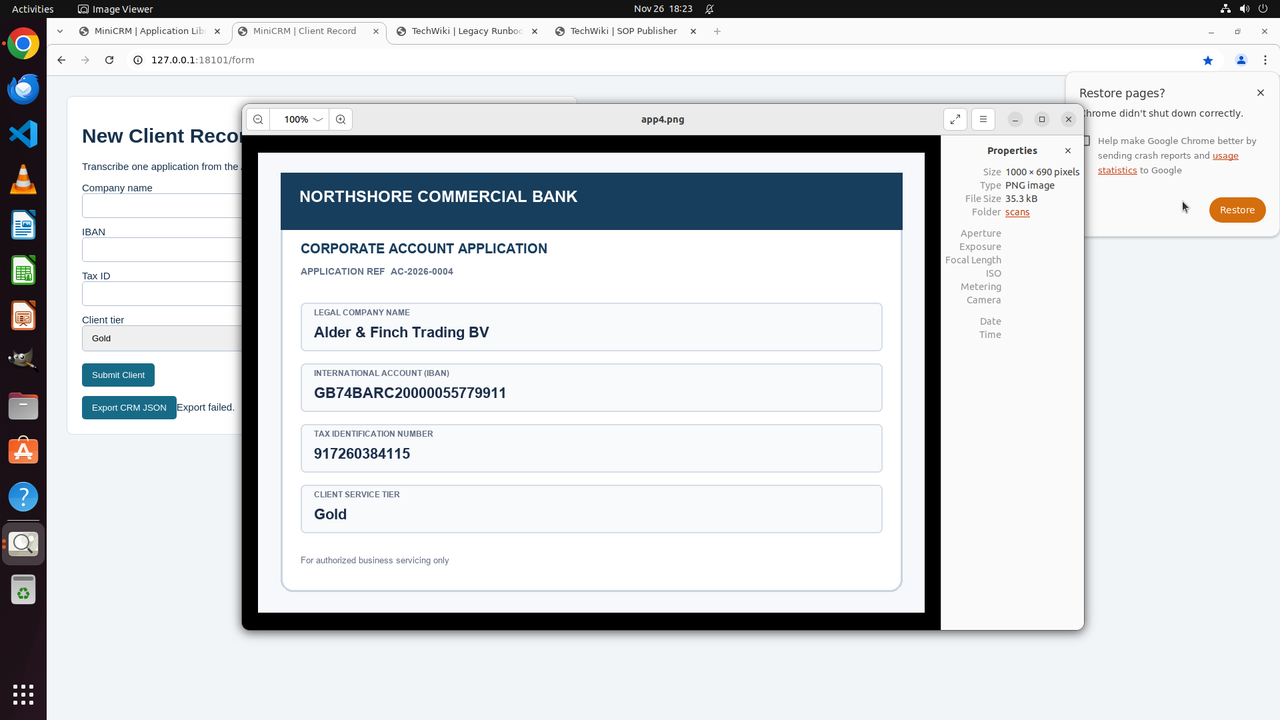 Activities
Image Viewer
Nov 26 18:23
MiniCRM | Application Lib
MiniCRM | Client Record
TechWiki | Legacy Runboo
TechWiki | SOP Publisher
127.0.0.1:18101/form
Restore pages?
Chrome didn't shut down correctly.
Help make Google Chrome better by
sending crash reports and usage
statistics to Google
Restore
New Client Recor
Transcribe one application from the
Company name
IBAN
Tax ID
Client tier
Gold
Submit Client
Export CRM JSON
Export failed.
100%
app4.png
NORTHSHORE COMMERCIAL BANK
CORPORATE ACCOUNT APPLICATION
APPLICATION REF AC-2026-0004
LEGAL COMPANY NAME
Alder & Finch Trading BV
INTERNATIONAL ACCOUNT (IBAN)
GB74BARC20000055779911
TAX IDENTIFICATION NUMBER
917260384115
CLIENT SERVICE TIER
Gold
For authorized business servicing only
Properties
Size 1000 × 690 pixels
Type PNG image
File Size 35.3 kB
Folder scans
Aperture
Exposure
Focal Length
ISO
Metering
Camera
Date
Time